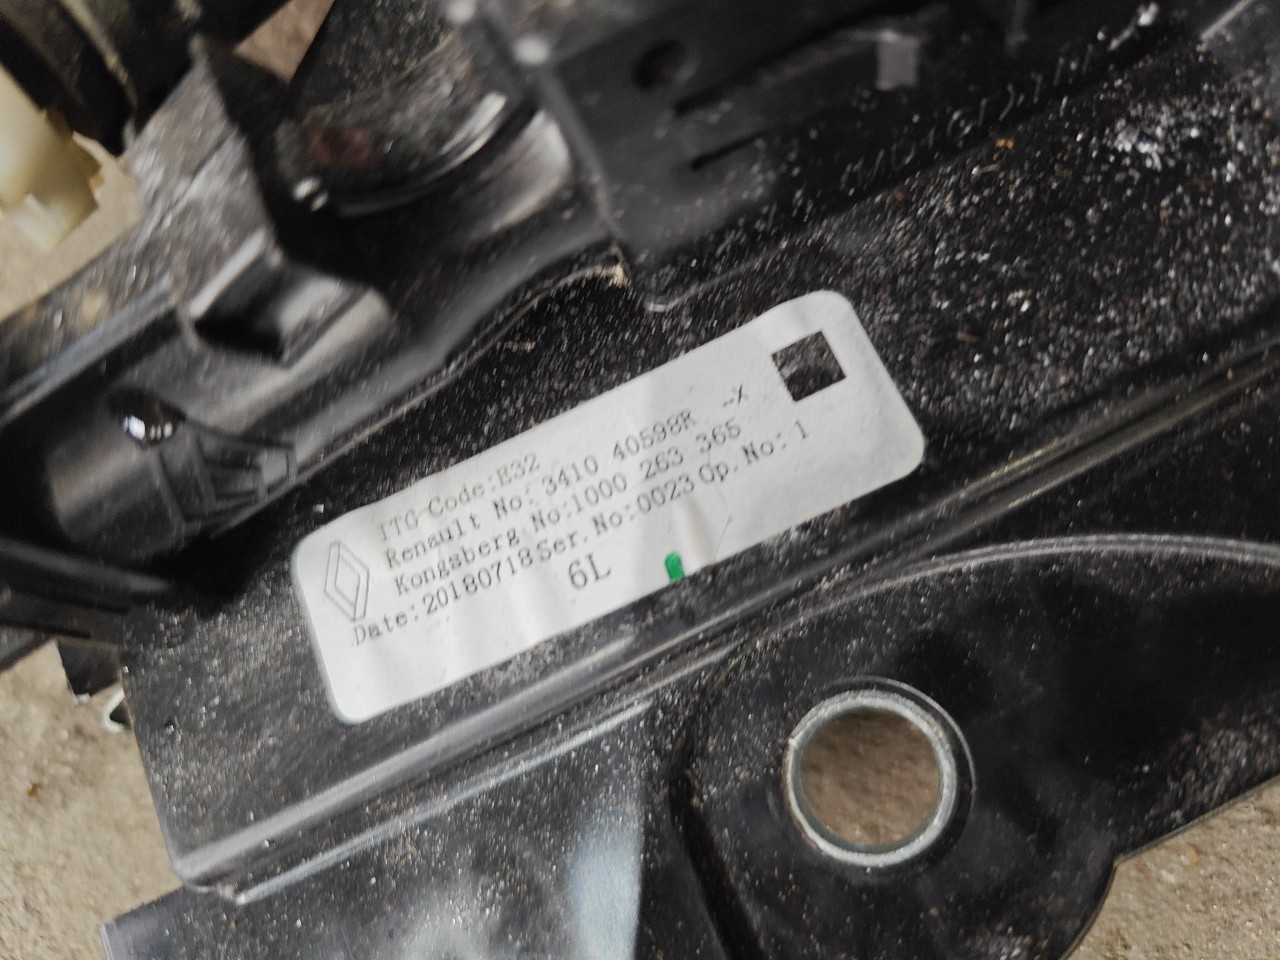 ITG-Code:E32
Renault No: 3410 40598R -X
Kongsberg No:1000 263 365
Date:20180718 Ser. No:0023 Op. No: 1
6L